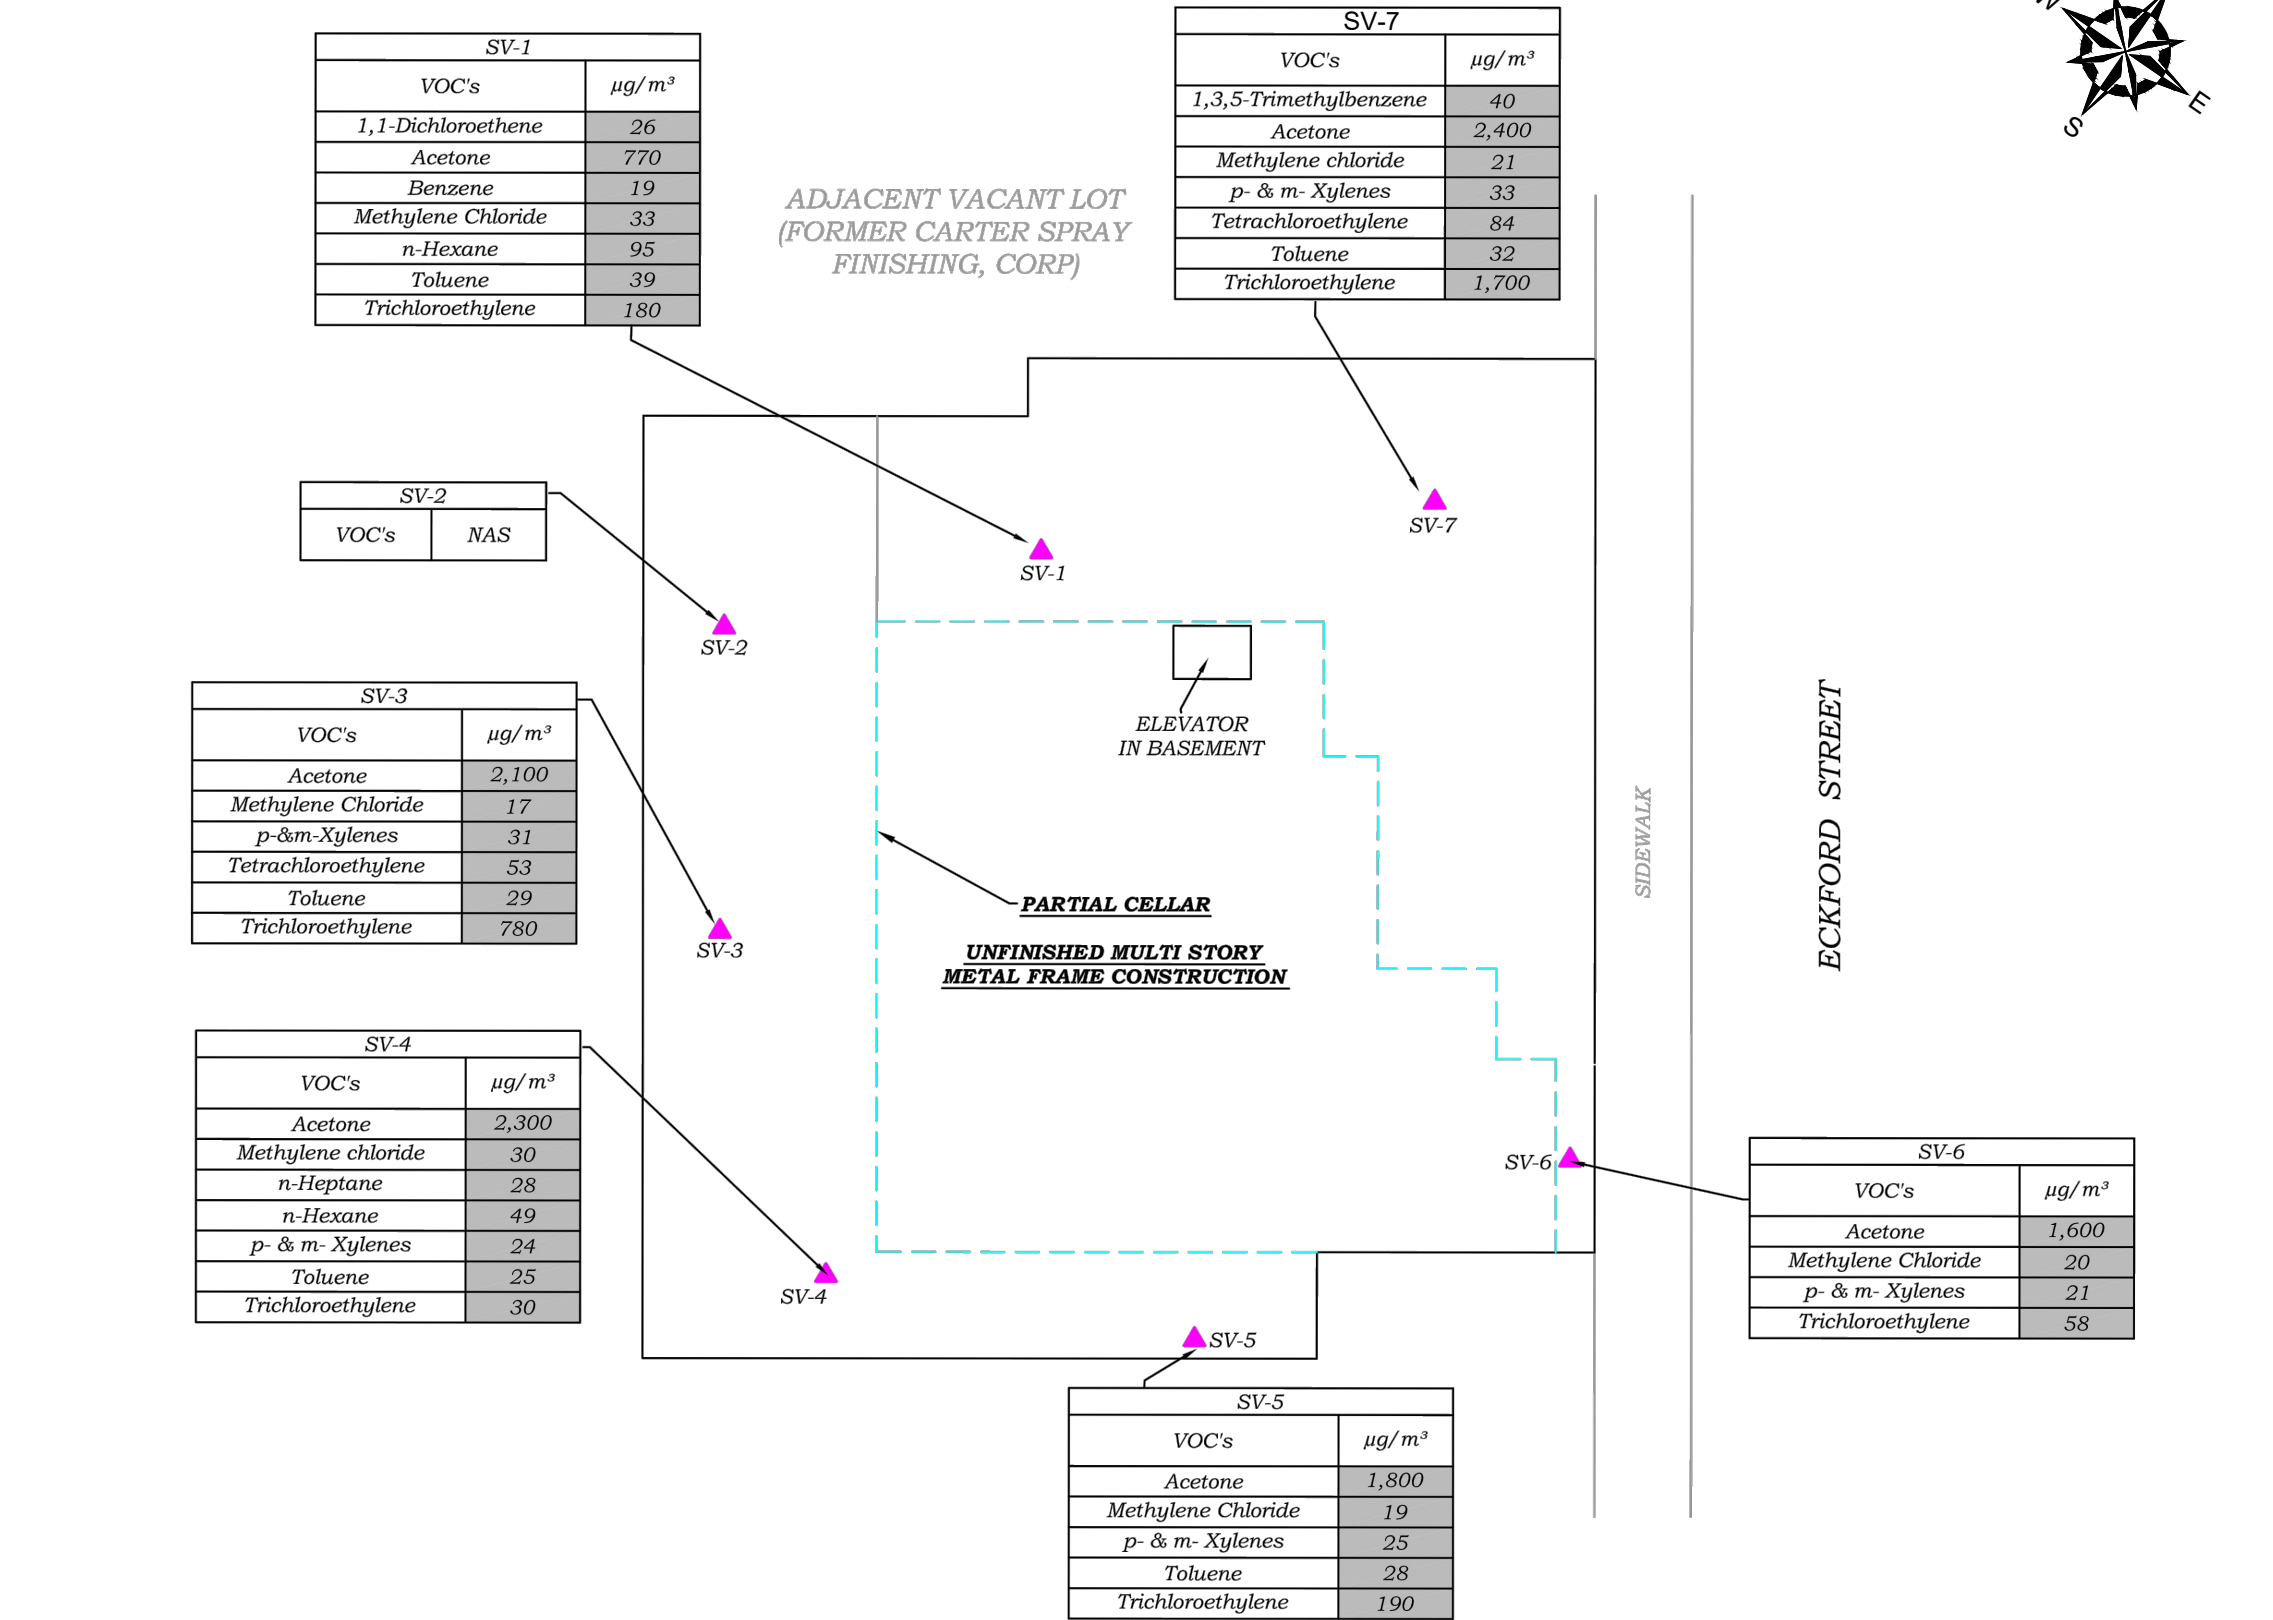 SV-1
VOC's µg/m³
1,1-Dichloroethene 26
Acetone 770
Benzene 19
Methylene Chloride 33
n-Hexane 95
Toluene 39
Trichloroethylene 180
SV-7
VOC's µg/m³
1,3,5-Trimethylbenzene 40
Acetone 2,400
Methylene chloride 21
p- & m- Xylenes 33
Tetrachloroethylene 84
Toluene 32
Trichloroethylene 1,700
E
S
ADJACENT VACANT LOT
(FORMER CARTER SPRAY
FINISHING, CORP)
SV-2
VOC's NAS
SV-7
SV-1
SV-2
SV-3
VOC's µg/m³
Acetone 2,100
Methylene Chloride 17
p-&m-Xylenes 31
Tetrachloroethylene 53
Toluene 29
Trichloroethylene 780
ELEVATOR
IN BASEMENT
SIDEWALK
ECKFORD STREET
PARTIAL CELLAR
UNFINISHED MULTI STORY
METAL FRAME CONSTRUCTION
SV-3
SV-4
VOC's µg/m³
Acetone 2,300
Methylene chloride 30
n-Heptane 28
n-Hexane 49
p- & m- Xylenes 24
Toluene 25
Trichloroethylene 30
SV-6
SV-6
VOC's µg/m³
Acetone 1,600
Methylene Chloride 20
p- & m- Xylenes 21
Trichloroethylene 58
SV-4
SV-5
SV-5
VOC's µg/m³
Acetone 1,800
Methylene Chloride 19
p- & m- Xylenes 25
Toluene 28
Trichloroethylene 190